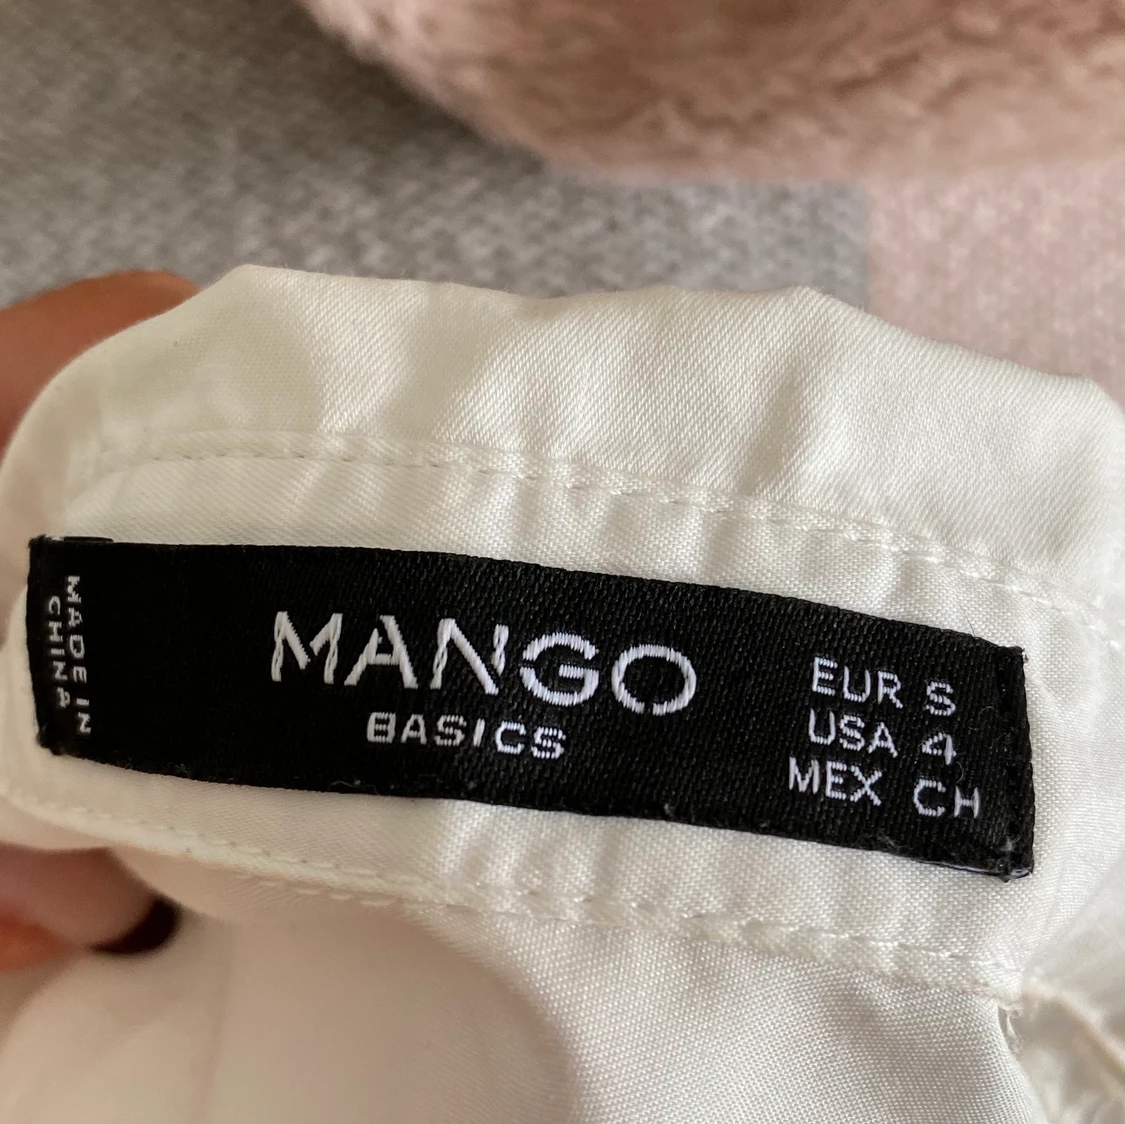 MADE IN
CHINA
MANGO
BASICS
EUR S
USA 4
MEX CH